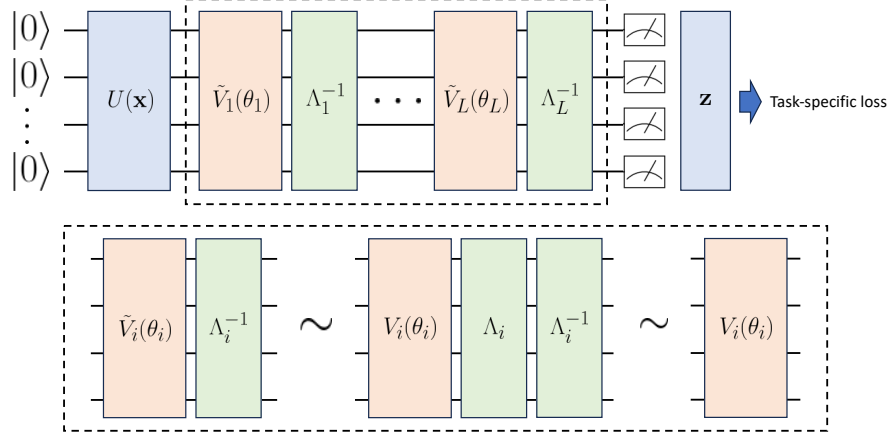 |0⟩
|0⟩
⋮
|0⟩
U(x) Ṽ₁(θ₁) Λ₁⁻¹ ⋯ Ṽ_L(θ_L) Λ_L⁻¹ z Task-specific loss
Ṽᵢ(θᵢ) Λᵢ⁻¹ ∼ Vᵢ(θᵢ) Λᵢ Λᵢ⁻¹ ∼ Vᵢ(θᵢ)